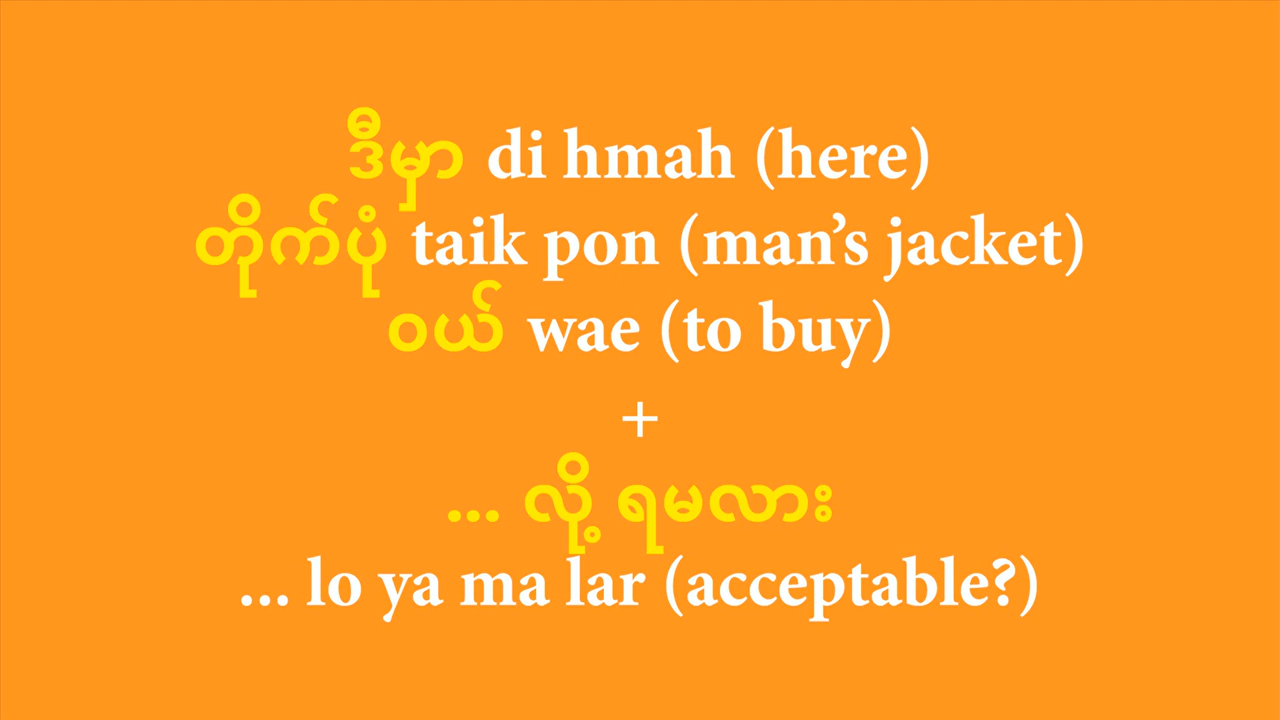 ဒီမှာ di hmah (here)
တိုက်ပုံ taik pon (man’s jacket)
ဝယ် wae (to buy)
+
... လို့ ရမလား
... lo ya ma lar (acceptable?)